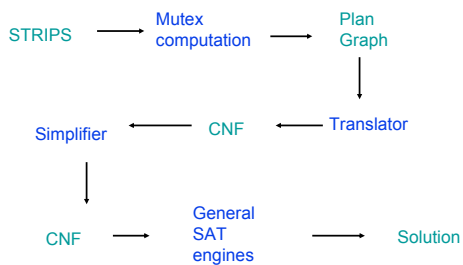 STRIPS
Mutex
computation
Plan
Graph
Translator
CNF
Simplifier
CNF
General
SAT
engines
Solution